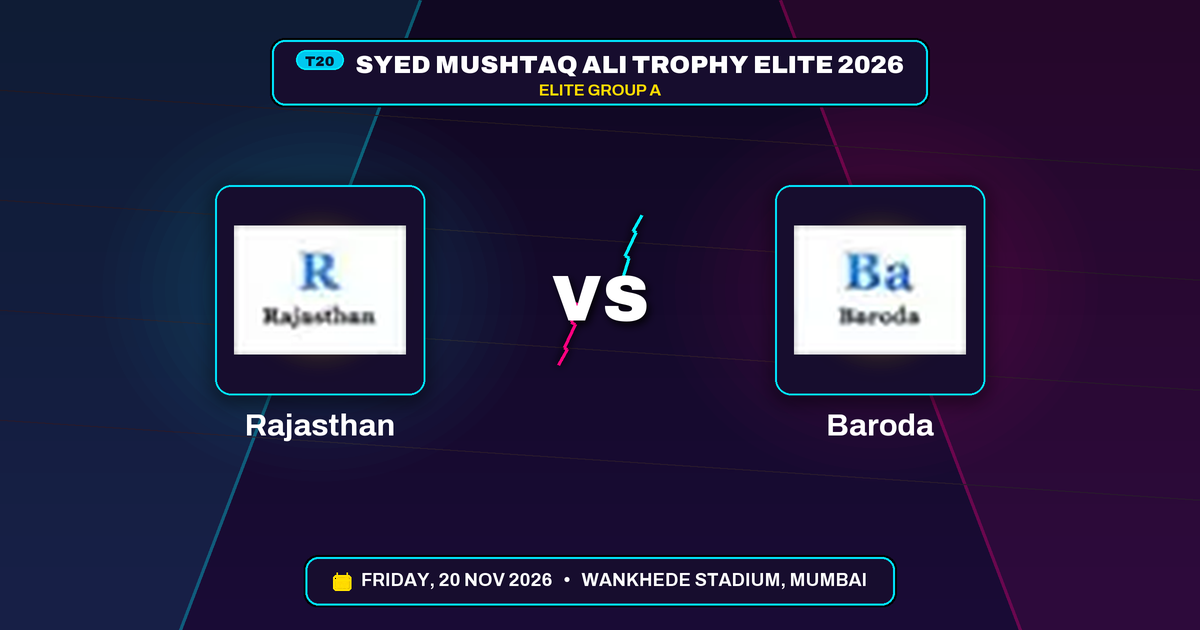 T20 SYED MUSHTAQ ALI TROPHY ELITE 2026
ELITE GROUP A
R
Rajasthan
Ba
Baroda
VS
Rajasthan
Baroda
FRIDAY, 20 NOV 2026 • WANKHEDE STADIUM, MUMBAI